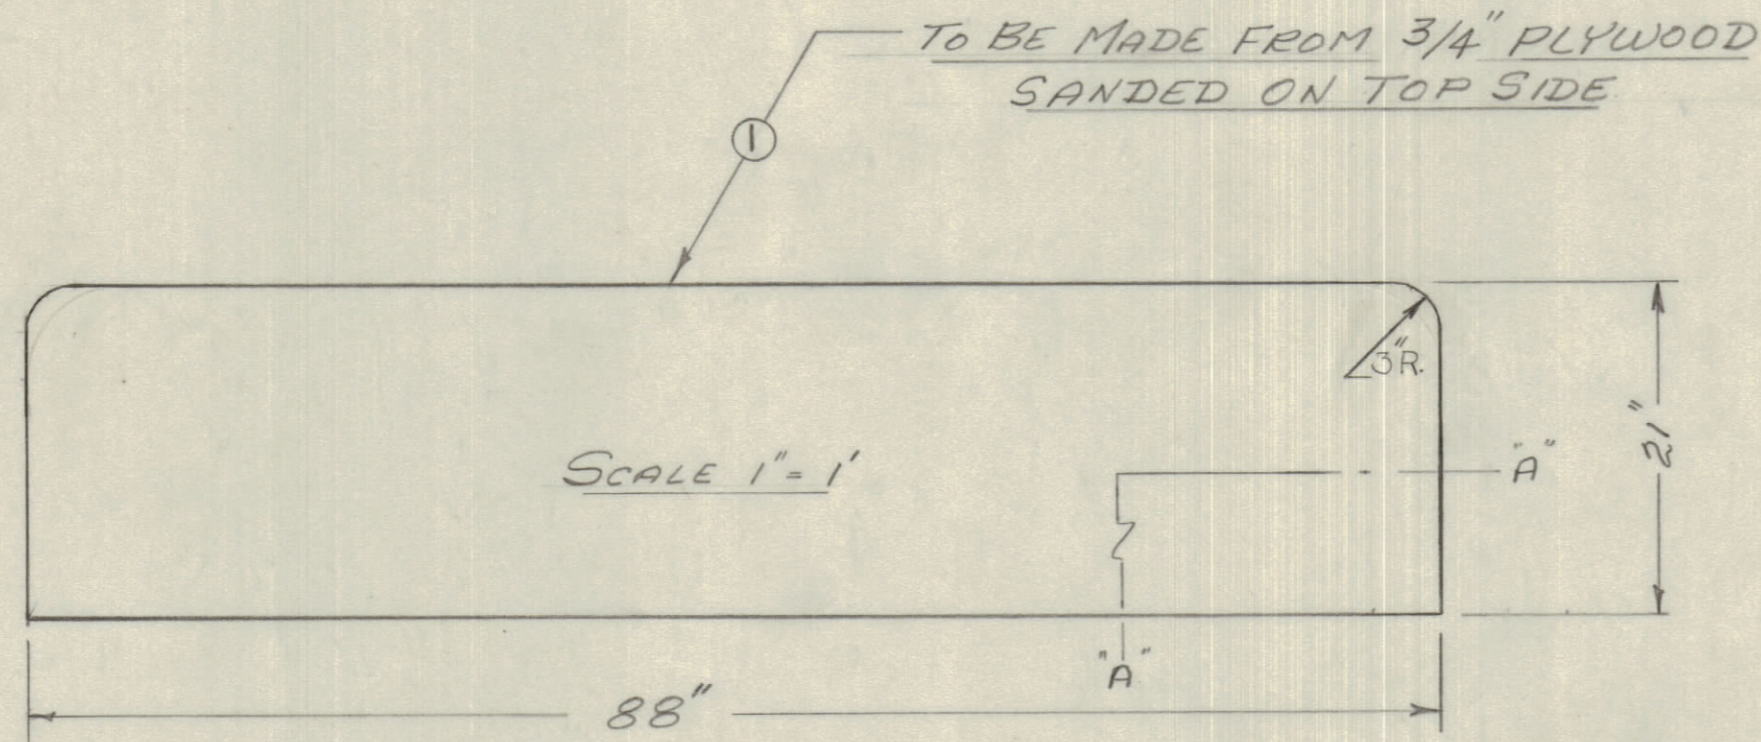 TO BE MADE FROM 3/4" PLYWOOD
SANDED ON TOP SIDE
1
3"R.
SCALE 1"=1'
"A"
21"
"A"
88"